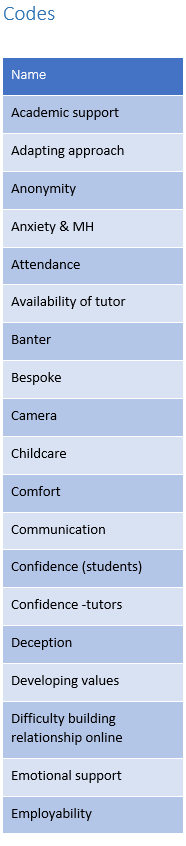 Codes
Name
Academic support
Adapting approach
Anonymity
Anxiety & MH
Attendance
Availability of tutor
Banter
Bespoke
Camera
Childcare
Comfort
Communication
Confidence (students)
Confidence -tutors
Deception
Developing values
Difficulty building
relationship online
Emotional support
Employability